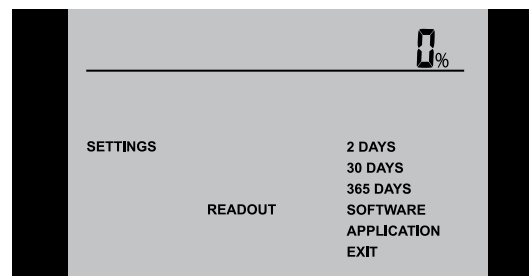 0%
SETTINGS 2 DAYS
30 DAYS
365 DAYS
READOUT SOFTWARE
APPLICATION
EXIT